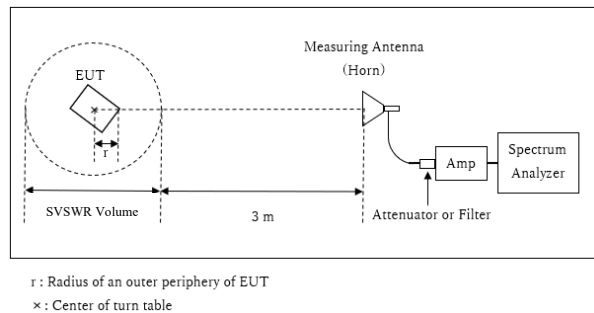 Measuring Antenna
(Horn)
EUT
r
Spectrum
Analyzer
Amp
SVSWR Volume
3 m
Attenuator or Filter
r : Radius of an outer periphery of EUT
× : Center of turn table